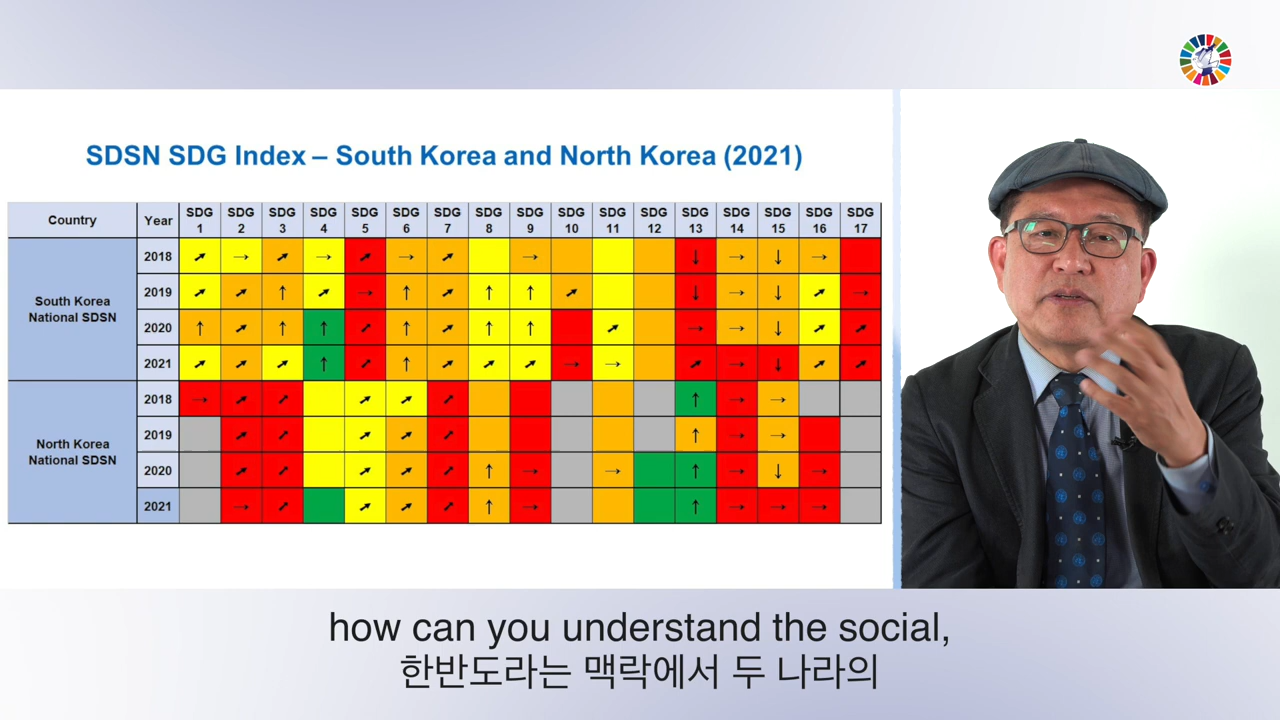 SDSN SDG Index – South Korea and North Korea (2021)
Country Year SDG 1 SDG 2 SDG 3 SDG 4 SDG 5 SDG 6 SDG 7 SDG 8 SDG 9 SDG 10 SDG 11 SDG 12 SDG 13 SDG 14 SDG 15 SDG 16 SDG 17
South Korea
National SDSN
2018
2019
2020
2021
North Korea
National SDSN
2018
2019
2020
2021
how can you understand the social,
한반도라는 맥락에서 두 나라의